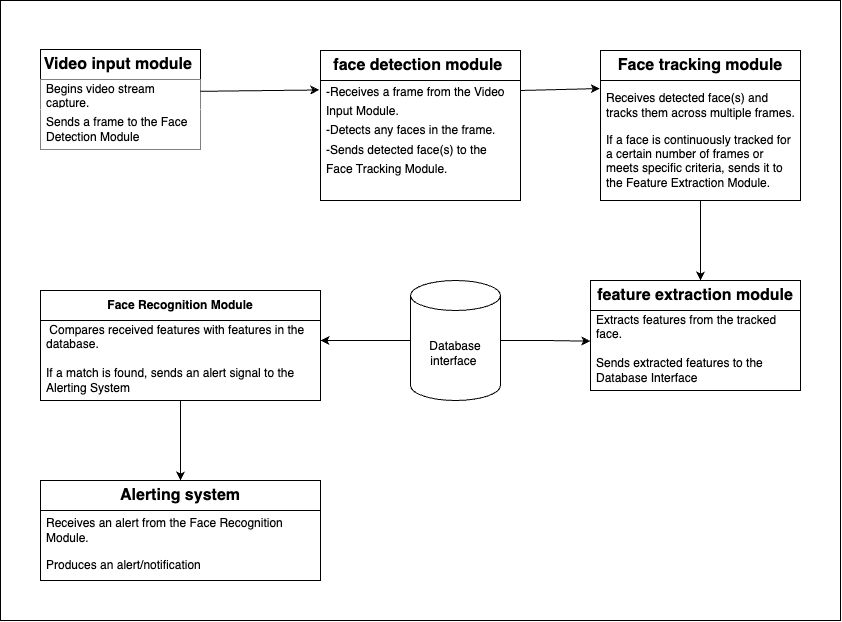 Video input module
Begins video stream
capture.
Sends a frame to the Face
Detection Module
face detection module
-Receives a frame from the Video
Input Module.
-Detects any faces in the frame.
-Sends detected face(s) to the
Face Tracking Module.
Face tracking module
Receives detected face(s) and
tracks them across multiple frames.
If a face is continuously tracked for
a certain number of frames or
meets specific criteria, sends it to
the Feature Extraction Module.
Face Recognition Module
Compares received features with features in the
database.
If a match is found, sends an alert signal to the
Alerting System
Database
interface
feature extraction module
Extracts features from the tracked
face.
Sends extracted features to the
Database Interface
Alerting system
Receives an alert from the Face Recognition
Module.
Produces an alert/notification